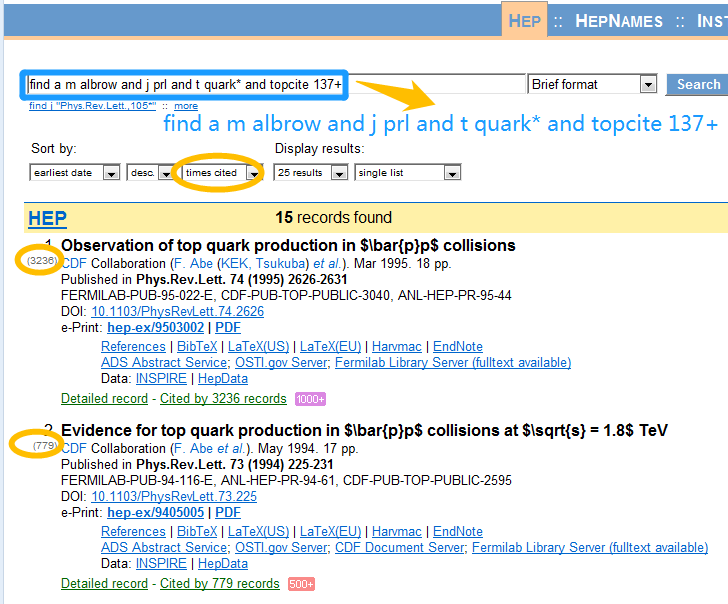 HEP :: HEPNAMES :: INST
find a m albrow and j prl and t quark* and topcite 137+ Brief format Search
find j "Phys.Rev.Lett.,105*" :: more
find a m albrow and j prl and t quark* and topcite 137+
Sort by: Display results:
earliest date desc. times cited 25 results single list
HEP 15 records found
1. Observation of top quark production in $\bar{p}p$ collisions
(3236) CDF Collaboration (F. Abe (KEK, Tsukuba) et al.). Mar 1995. 18 pp.
Published in Phys.Rev.Lett. 74 (1995) 2626-2631
FERMILAB-PUB-95-022-E, CDF-PUB-TOP-PUBLIC-3040, ANL-HEP-PR-95-44
DOI: 10.1103/PhysRevLett.74.2626
e-Print: hep-ex/9503002 | PDF
References | BibTeX | LaTeX(US) | LaTeX(EU) | Harvmac | EndNote
ADS Abstract Service; OSTI.gov Server; Fermilab Library Server (fulltext available)
Data: INSPIRE | HepData
Detailed record - Cited by 3236 records 1000+
2. Evidence for top quark production in $\bar{p}p$ collisions at $\sqrt{s} = 1.8$ TeV
(779) CDF Collaboration (F. Abe et al.). May 1994. 17 pp.
Published in Phys.Rev.Lett. 73 (1994) 225-231
FERMILAB-PUB-94-116-E, ANL-HEP-PR-94-61, CDF-PUB-TOP-PUBLIC-2595
DOI: 10.1103/PhysRevLett.73.225
e-Print: hep-ex/9405005 | PDF
References | BibTeX | LaTeX(US) | LaTeX(EU) | Harvmac | EndNote
ADS Abstract Service; OSTI.gov Server; CDF Document Server; Fermilab Library Server (fulltext available)
Data: INSPIRE | HepData
Detailed record - Cited by 779 records 500+